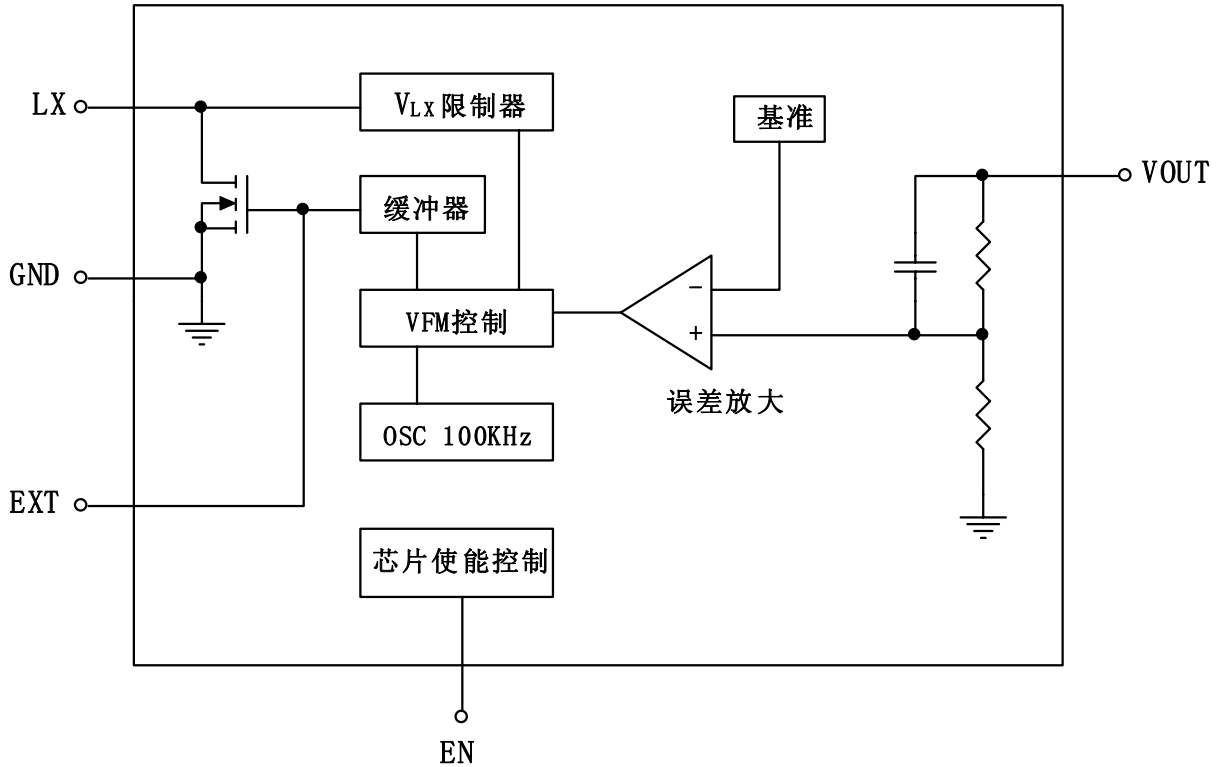 LX
VLX限制器
基准
VOUT
缓冲器
GND
−
VFM控制
+
误差放大
OSC 100KHz
EXT
芯片使能控制
EN